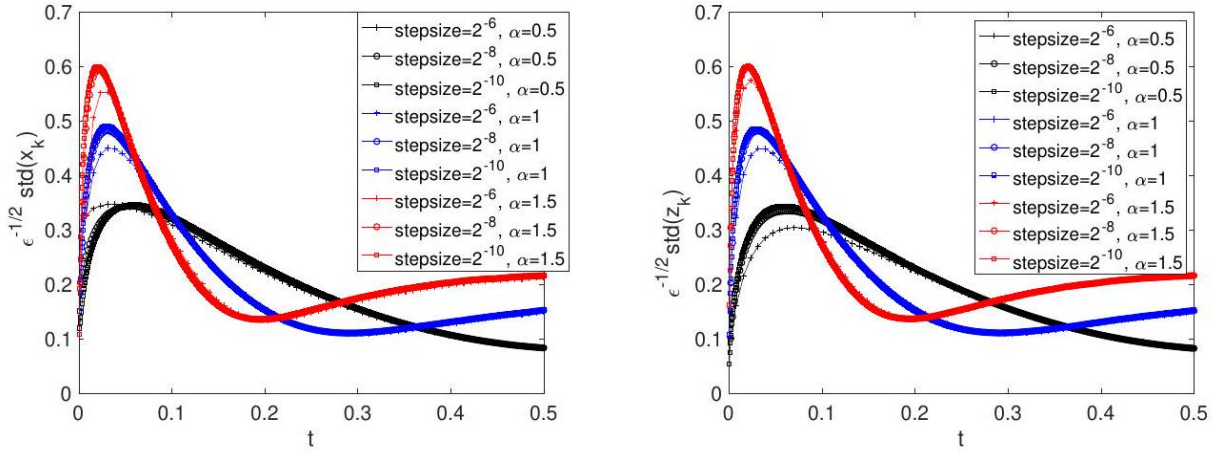 0.7
0.6
0.5
0.4
0.3
0.2
0.1
0
ϵ^{-1/2} std(x_k)
stepsize=2^{-6}, α=0.5
stepsize=2^{-8}, α=0.5
stepsize=2^{-10}, α=0.5
stepsize=2^{-6}, α=1
stepsize=2^{-8}, α=1
stepsize=2^{-10}, α=1
stepsize=2^{-6}, α=1.5
stepsize=2^{-8}, α=1.5
stepsize=2^{-10}, α=1.5
0 0.1 0.2 0.3 0.4 0.5
t
0.7
0.6
0.5
0.4
0.3
0.2
0.1
0
ϵ^{-1/2} std(z_k)
stepsize=2^{-6}, α=0.5
stepsize=2^{-8}, α=0.5
stepsize=2^{-10}, α=0.5
stepsize=2^{-6}, α=1
stepsize=2^{-8}, α=1
stepsize=2^{-10}, α=1
stepsize=2^{-6}, α=1.5
stepsize=2^{-8}, α=1.5
stepsize=2^{-10}, α=1.5
0 0.1 0.2 0.3 0.4 0.5
t